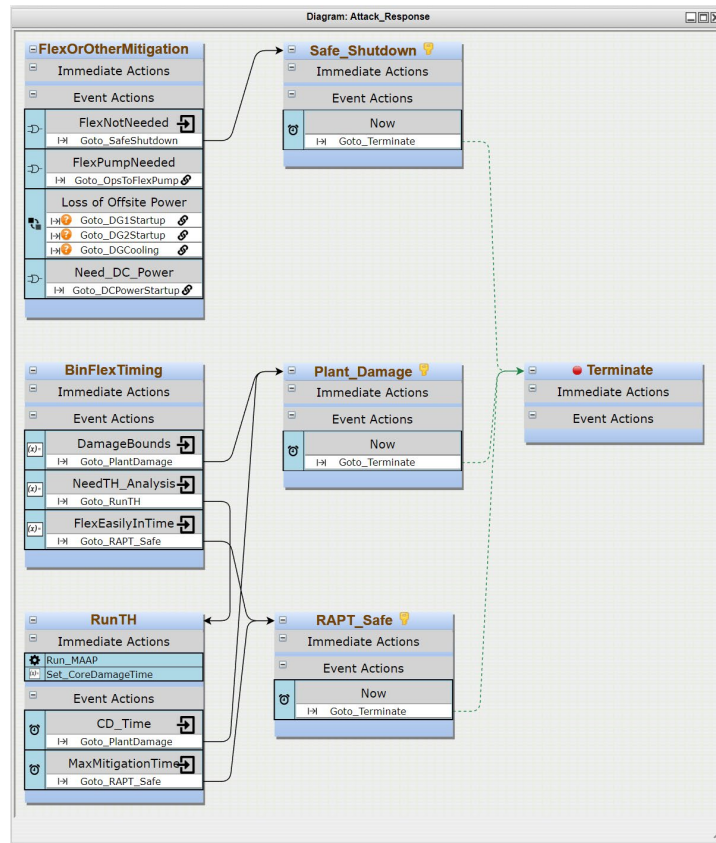 Diagram: Attack_Response
FlexOrOtherMitigation
Immediate Actions
Event Actions
FlexNotNeeded
Goto_SafeShutdown
FlexPumpNeeded
Goto_OpsToFlexPump
Loss of Offsite Power
Goto_DG1Startup
Goto_DG2Startup
Goto_DGCooling
Need_DC_Power
Goto_DCPowerStartup
Safe_Shutdown
Immediate Actions
Event Actions
Now
Goto_Terminate
BinFlexTiming
Immediate Actions
Event Actions
DamageBounds
Goto_PlantDamage
NeedTH_Analysis
Goto_RunTH
FlexEasilyInTime
Goto_RAPT_Safe
Plant_Damage
Immediate Actions
Event Actions
Now
Goto_Terminate
Terminate
Immediate Actions
Event Actions
RunTH
Immediate Actions
Run_MAAP
Set_CoreDamageTime
Event Actions
CD_Time
Goto_PlantDamage
MaxMitigationTime
Goto_RAPT_Safe
RAPT_Safe
Immediate Actions
Event Actions
Now
Goto_Terminate